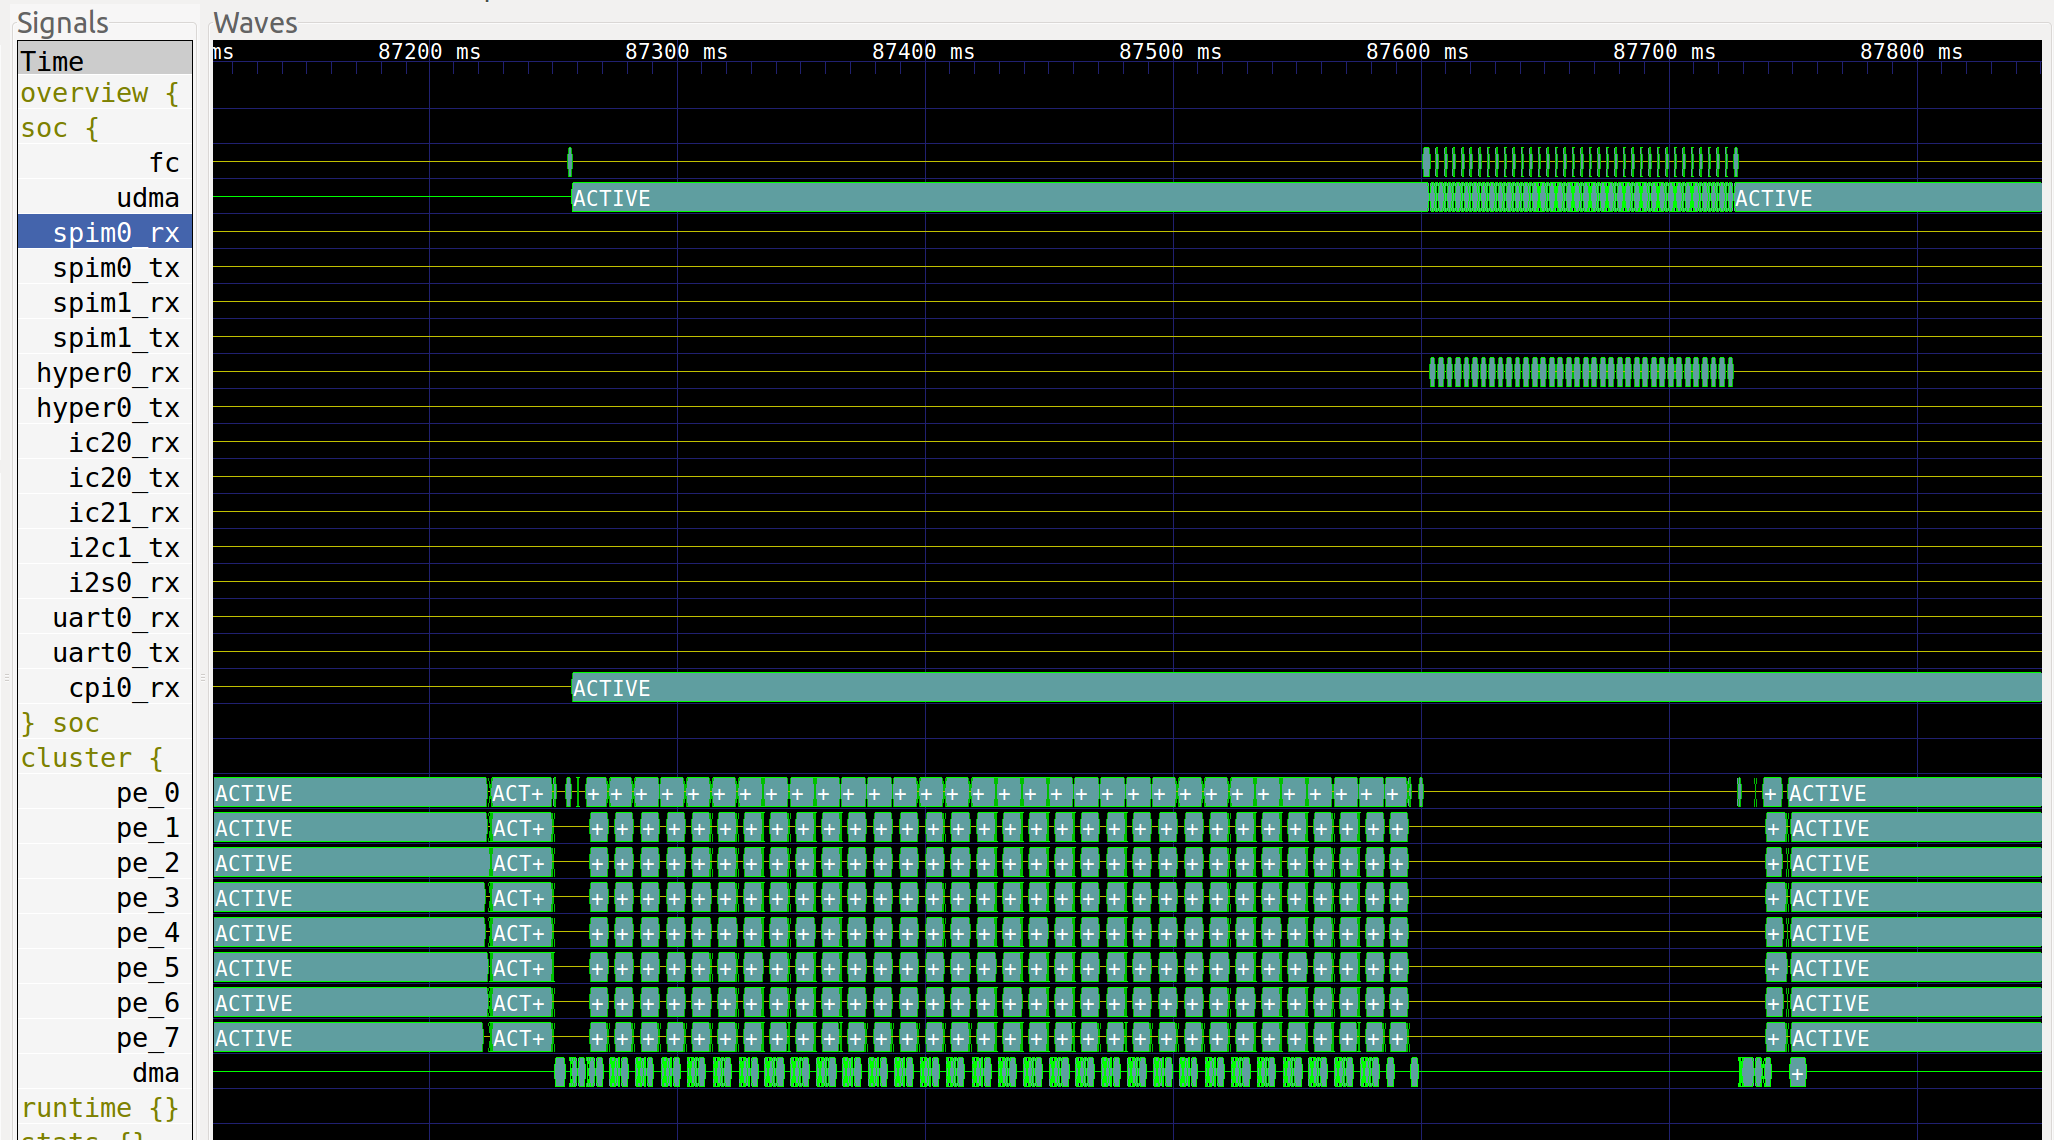 Signals Waves
Time ms 87200 ms 87300 ms 87400 ms 87500 ms 87600 ms 87700 ms 87800 ms
overview {
soc {
fc
udma ACTIVE ACTIVE
spim0_rx
spim0_tx
spim1_rx
spim1_tx
hyper0_rx
hyper0_tx
ic20_rx
ic20_tx
ic21_rx
i2c1_tx
i2s0_rx
uart0_rx
uart0_tx
cpi0_rx ACTIVE
} soc
cluster {
pe_0 ACTIVE ACT+ + + + + + + + + + + + + + + + + + + + + + + + + + + + + + + + + + ACTIVE
pe_1 ACTIVE ACT+ + + + + + + + + + + + + + + + + + + + + + + + + + + + + + + + + + ACTIVE
pe_2 ACTIVE ACT+ + + + + + + + + + + + + + + + + + + + + + + + + + + + + + + + + + ACTIVE
pe_3 ACTIVE ACT+ + + + + + + + + + + + + + + + + + + + + + + + + + + + + + + + + + ACTIVE
pe_4 ACTIVE ACT+ + + + + + + + + + + + + + + + + + + + + + + + + + + + + + + + + + ACTIVE
pe_5 ACTIVE ACT+ + + + + + + + + + + + + + + + + + + + + + + + + + + + + + + + + + ACTIVE
pe_6 ACTIVE ACT+ + + + + + + + + + + + + + + + + + + + + + + + + + + + + + + + + + ACTIVE
pe_7 ACTIVE ACT+ + + + + + + + + + + + + + + + + + + + + + + + + + + + + + + + + + ACTIVE
dma +
runtime {}